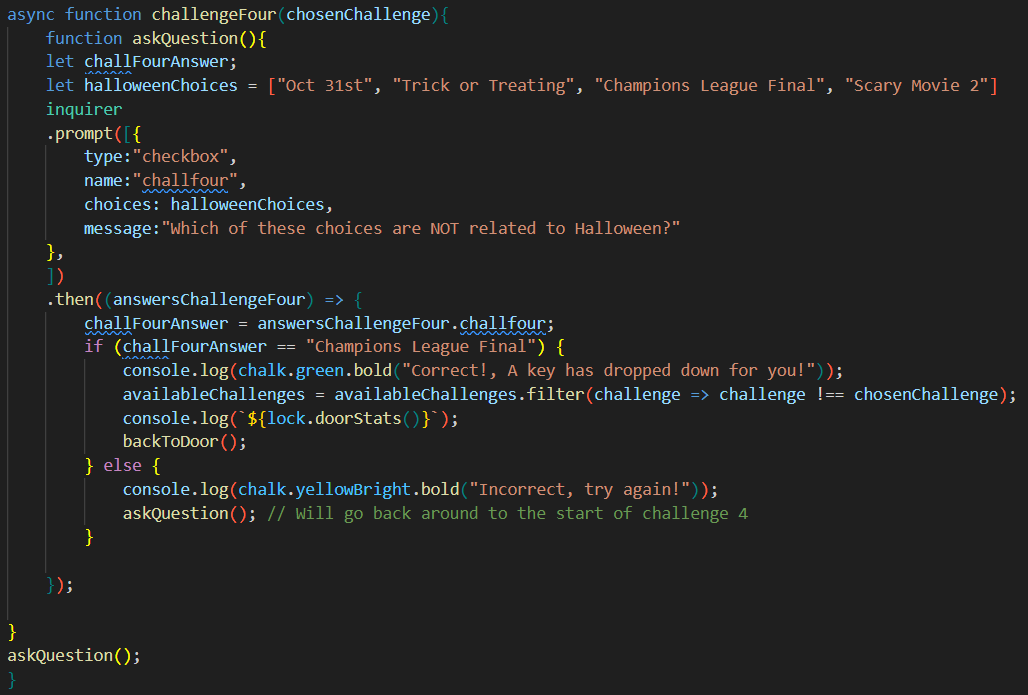 async function challengeFour(chosenChallenge){
    function askQuestion(){
    let challFourAnswer;
    let halloweenChoices = ["Oct 31st", "Trick or Treating", "Champions League Final", "Scary Movie 2"]
    inquirer
    .prompt([{
        type:"checkbox",
        name:"challfour",
        choices: halloweenChoices,
        message:"Which of these choices are NOT related to Halloween?"
    },
    ])
    .then((answersChallengeFour) => {
        challFourAnswer = answersChallengeFour.challfour;
        if (challFourAnswer == "Champions League Final") {
            console.log(chalk.green.bold("Correct!, A key has dropped down for you!"));
            availableChallenges = availableChallenges.filter(challenge => challenge !== chosenChallenge);
            console.log(`${lock.doorStats()}`);
            backToDoor();
        } else {
            console.log(chalk.yellowBright.bold("Incorrect, try again!"));
            askQuestion(); // Will go back around to the start of challenge 4
        }
    });
}
askQuestion();
}